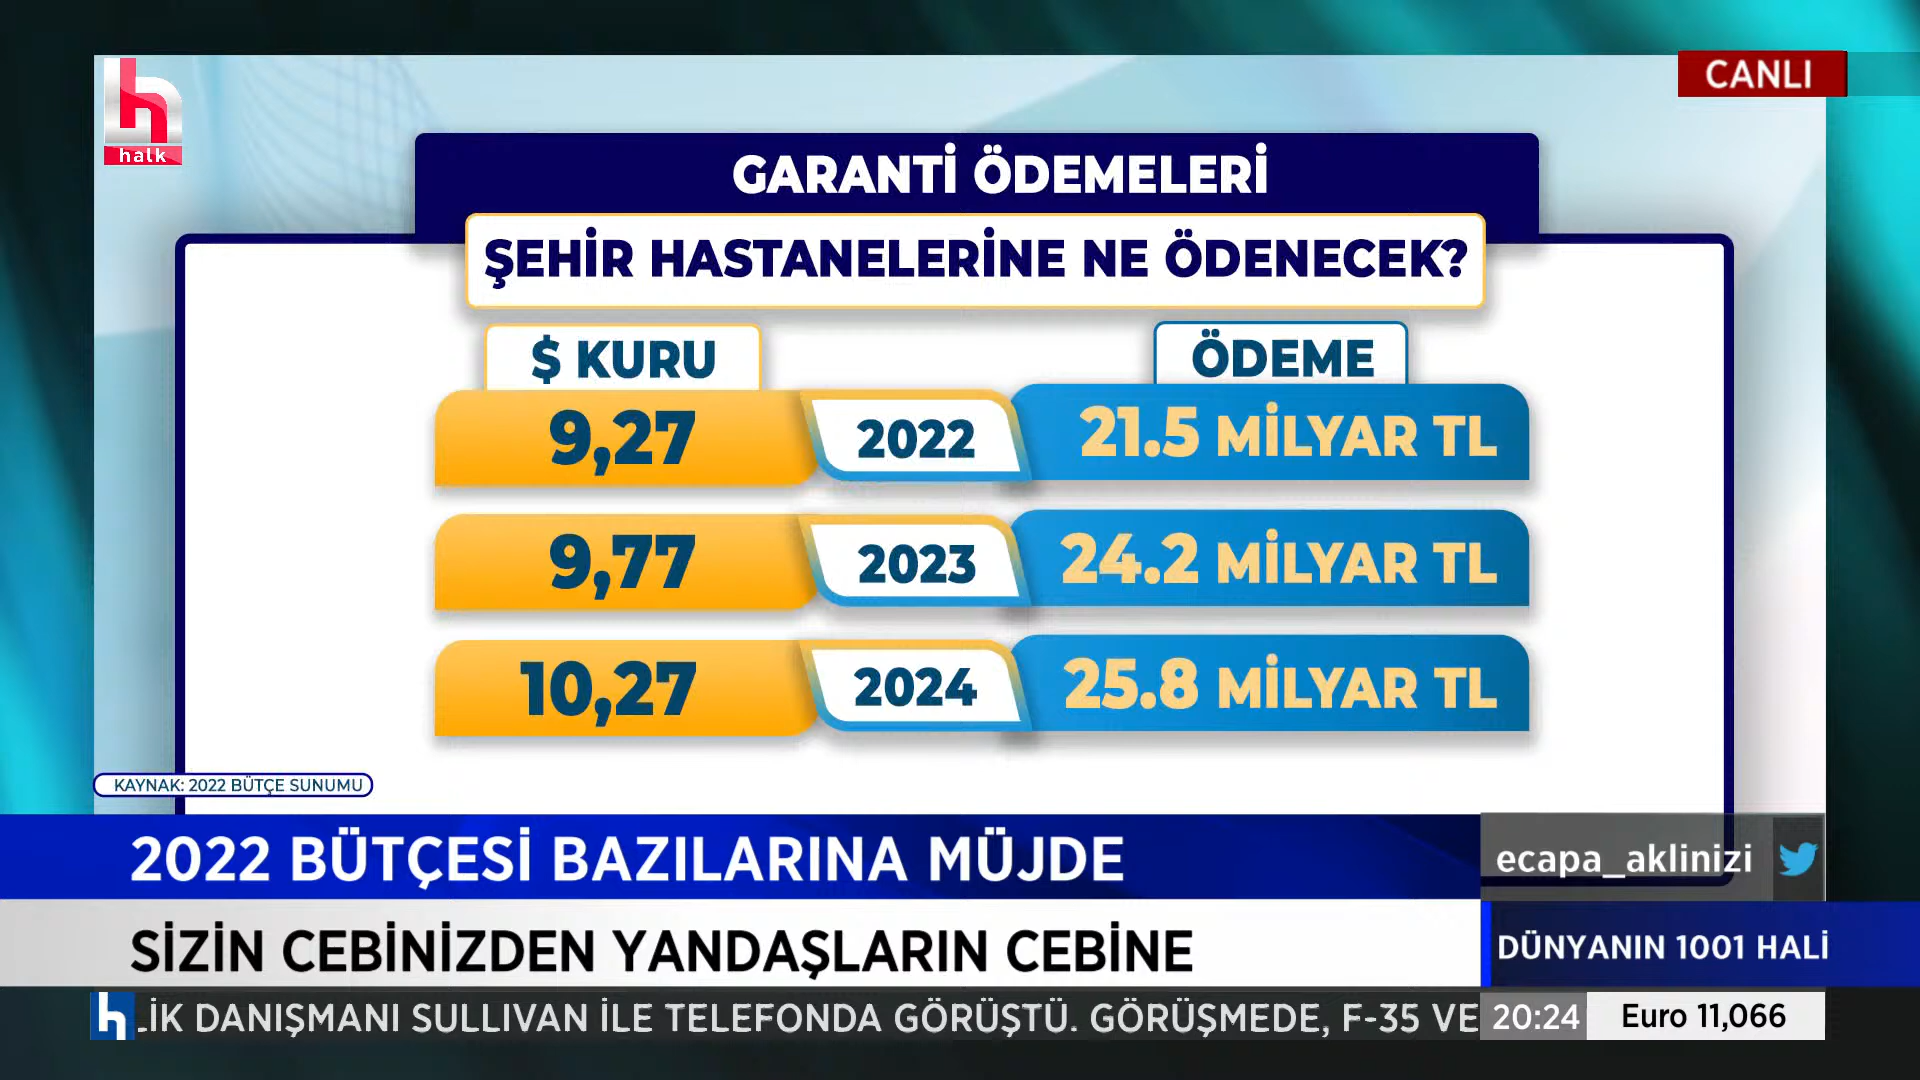 halk
CANLI
GARANTİ ÖDEMELERİ
ŞEHİR HASTANELERİNE NE ÖDENECEK?
$ KURU
ÖDEME
9,27 2022 21.5 MİLYAR TL
9,77 2023 24.2 MİLYAR TL
10,27 2024 25.8 MİLYAR TL
KAYNAK: 2022 BÜTÇE SUNUMU
2022 BÜTÇESİ BAZILARINA MÜJDE
ecapa_aklinizi
SİZİN CEBİNİZDEN YANDAŞLARIN CEBİNE
DÜNYANIN 1001 HALİ
İK DANIŞMANI SULLIVAN İLE TELEFONDA GÖRÜŞTÜ. GÖRÜŞMEDE, F-35 VE
20:24
Euro 11,066